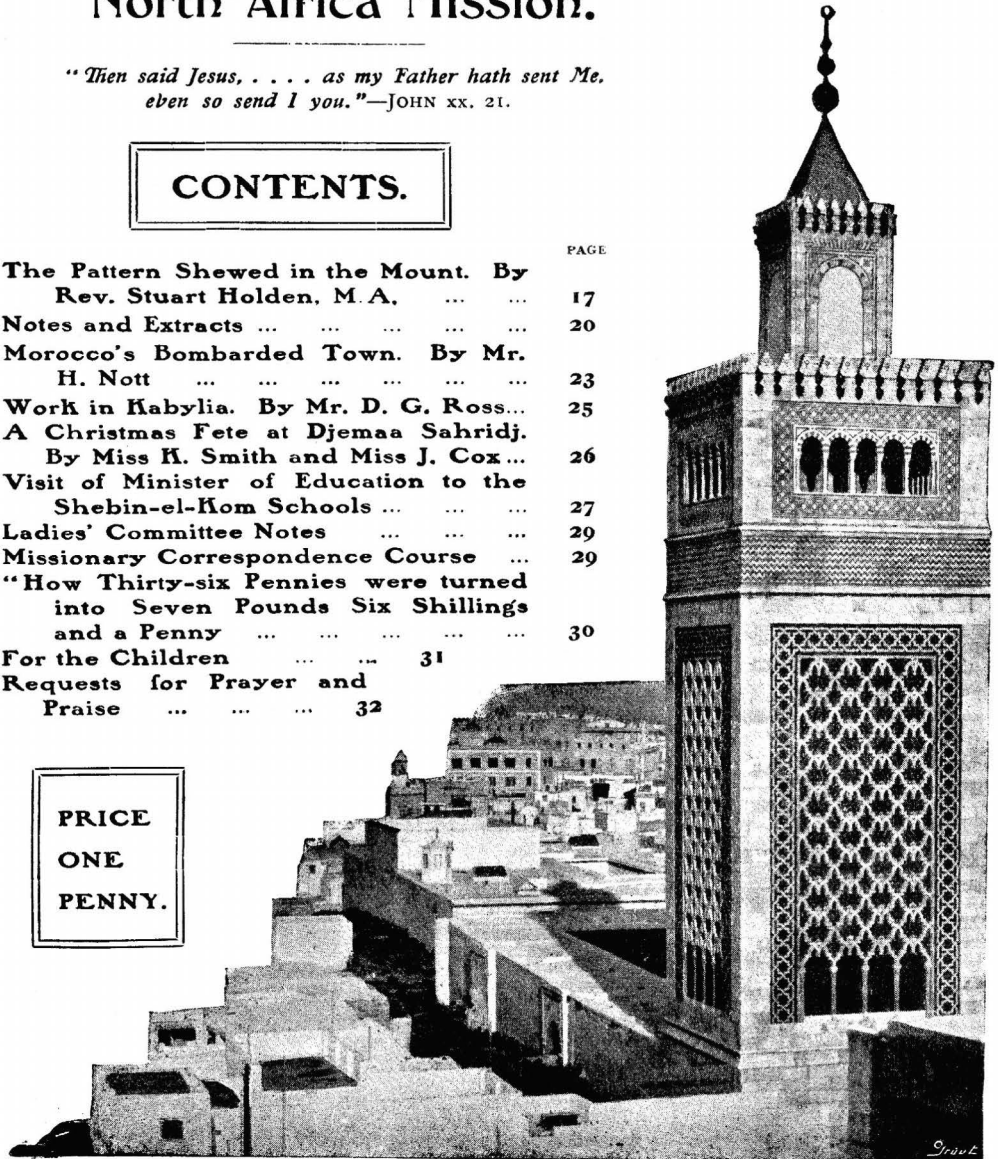 North Africa Mission.
"Then said Jesus, . . . . as my Father hath sent Me,
even so send I you."—JOHN xx. 21.
CONTENTS.
PAGE
The Pattern Shewed in the Mount. By
Rev. Stuart Holden, M.A. ... ... 17
Notes and Extracts ... ... ... ... ... 20
Morocco's Bombarded Town. By Mr.
H. Nott ... ... ... ... ... ... 23
Work in Kabylia. By Mr. D. G. Ross... 25
A Christmas Fete at Djemaa Sahridj.
By Miss K. Smith and Miss J. Cox ... 26
Visit of Minister of Education to the
Shebin-el-Kom Schools ... ... ... 27
Ladies' Committee Notes ... ... ... 29
Missionary Correspondence Course ... 29
"How Thirty-six Pennies were turned
into Seven Pounds Six Shillings
and a Penny ... ... ... ... ... 30
For the Children ... ... 31
Requests for Prayer and
Praise ... ... ... 32
PRICE
ONE
PENNY.